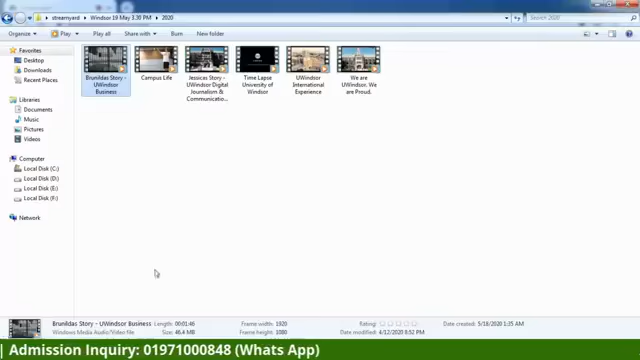 streamyard ▸ Windsor 19 May 3.30 PM ▸ 2020
Search 2020
Organize ▾ Play ▾ Play all Share with ▾ Burn New folder
Favorites
Desktop
Downloads
Recent Places
Libraries
Documents
Music
Pictures
Videos
Computer
Local Disk (C:)
Local Disk (D:)
Local Disk (E:)
Local Disk (F:)
Network
Brunildas Story -
UWindsor
Business
Campus Life
Jessicas Story -
UWindsor Digital
Journalism &
Communicatio...
Time Lapse
University of
Windsor
UWindsor
International
Experience
We are
UWindsor. We
are Proud.
Brunildas Story - UWindsor Business
Windows Media Audio/Video file
Length: 00:01:46
Size: 46.4 MB
Frame width: 1920
Frame height: 1080
Rating:
Date modified: 4/12/2020 9:52 PM
Date created: 5/18/2020 1:35 AM
| Admission Inquiry: 01971000848 (Whats App)